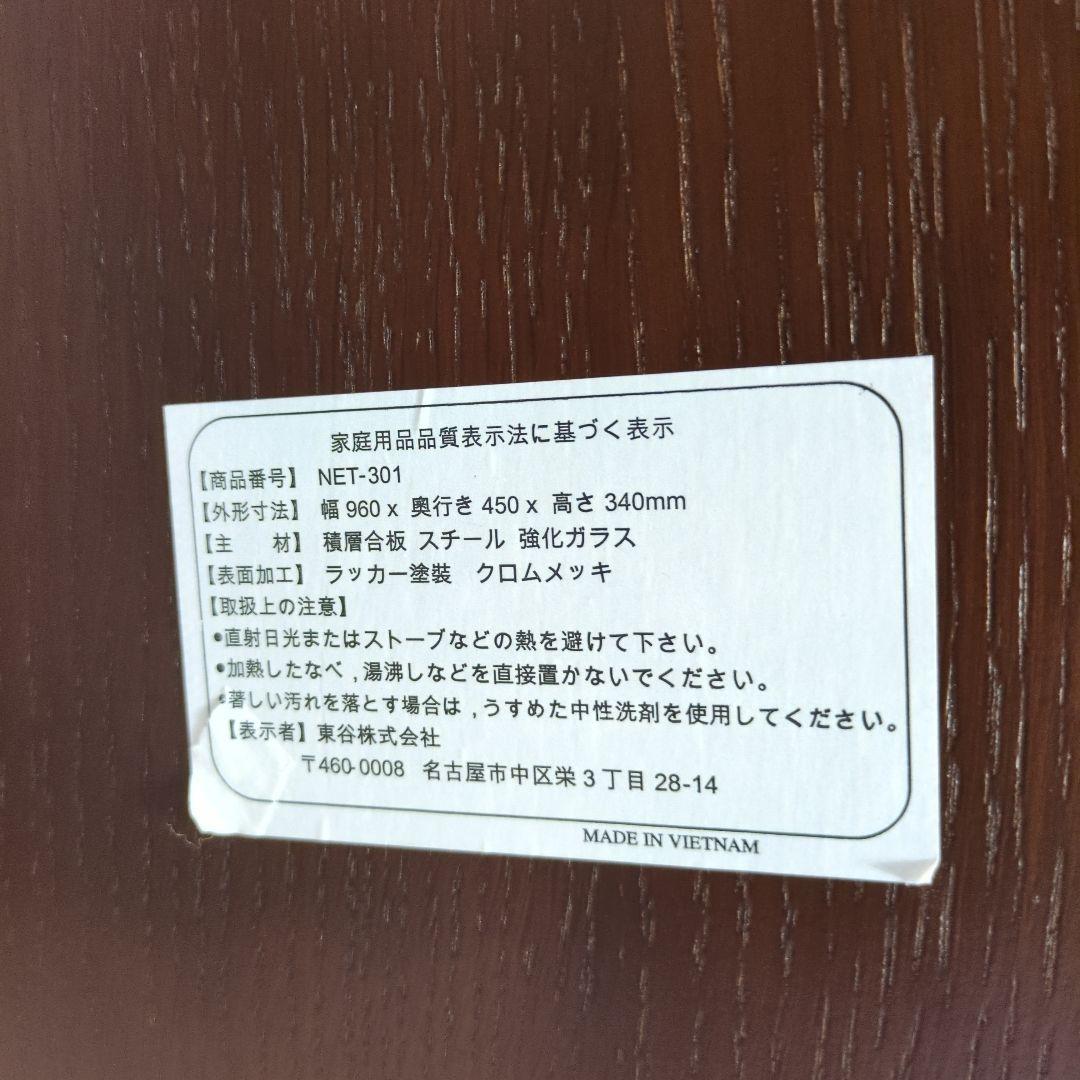 家庭用品品質表示法に基づく表示
【商品番号】 NET-301
【外形寸法】 幅 960 x 奥行き 450 x 高さ 340mm
【主　　材】 積層合板 スチール 強化ガラス
【表面加工】 ラッカー塗装　クロムメッキ
【取扱上の注意】
●直射日光またはストーブなどの熱を避けて下さい。
●加熱したなべ ,湯沸しなどを直接置かないでください。
●著しい汚れを落とす場合は ,うすめた中性洗剤を使用してください。
【表示者】 東谷株式会社
〒460-0008 名古屋市中区栄 3 丁目 28-14
MADE IN VIETNAM